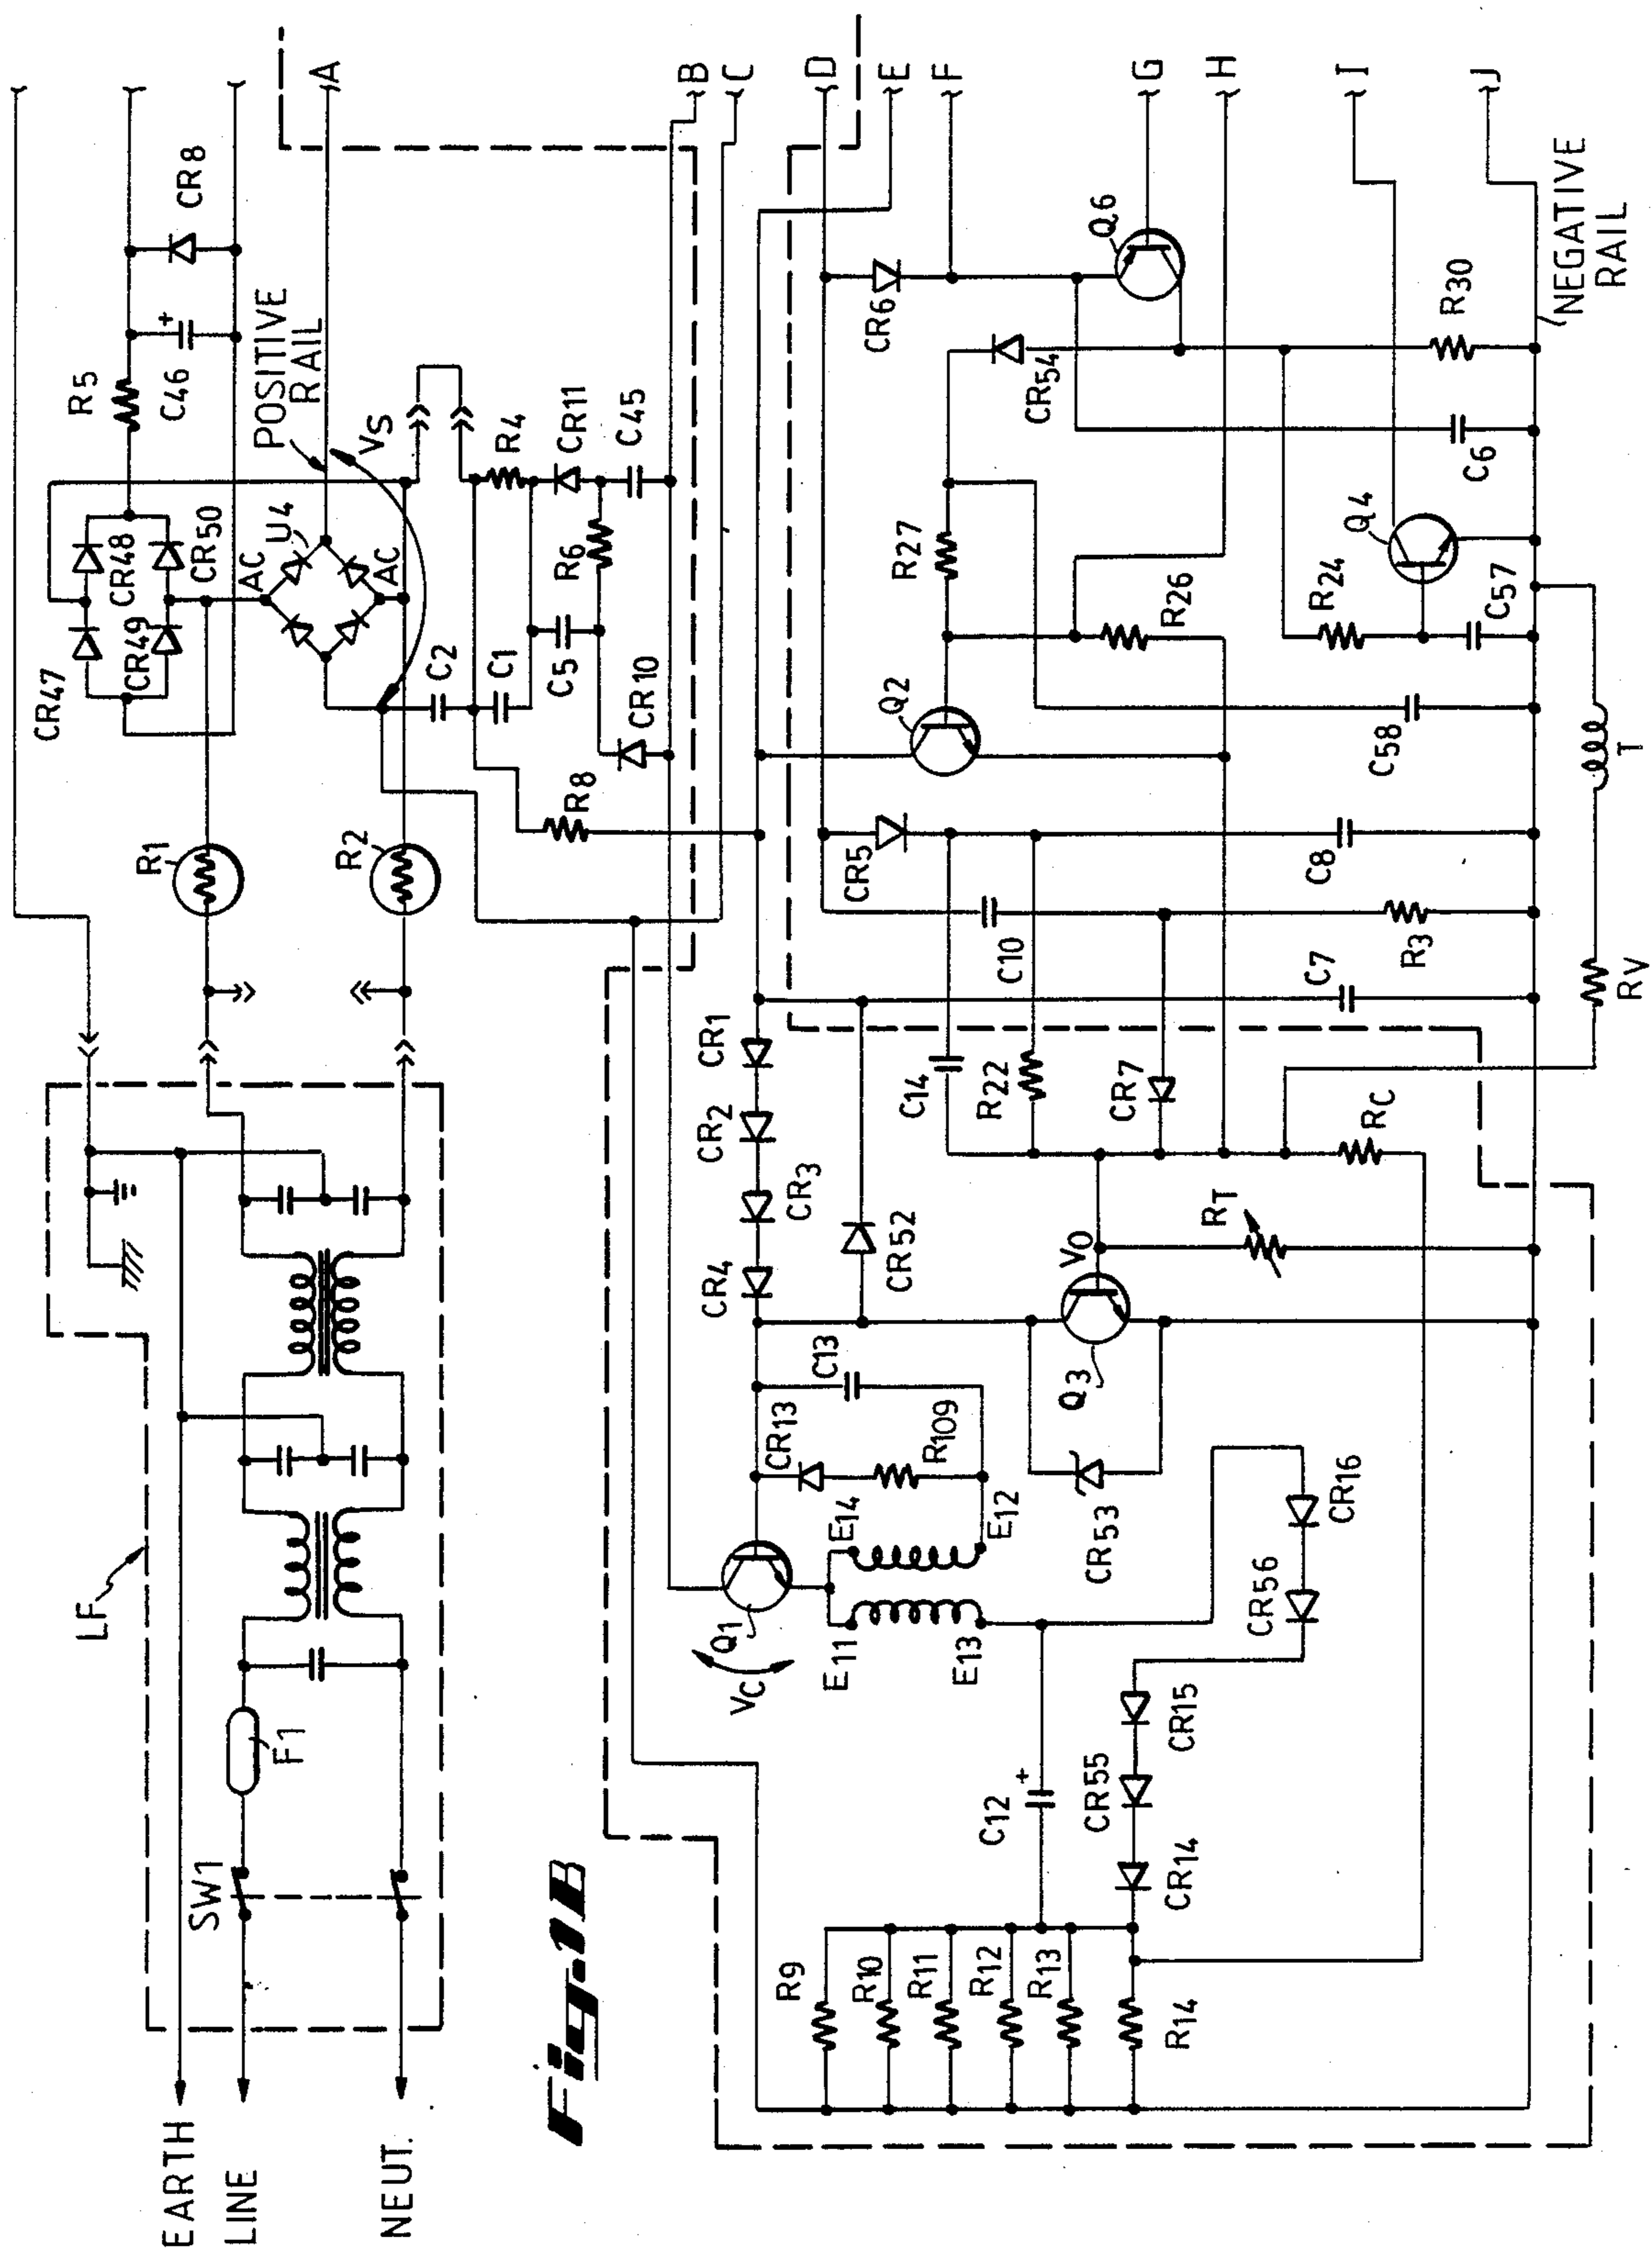 EARTH
LINE
NEUT.
SW1
F1
LF
R1
R2
CR47
CR48
CR49
CR50
AC
U4
AC
R5
C46
+
CR8
POSITIVE
RAIL
A
VS
C2
C1
R4
CR11
C45
C5
R6
CR10
R8
B
C
D
E
F
G
H
I
J
Fig.1B
Q1
VC
E11
E14
E13
E12
CR13
R109
C13
CR4
CR3
CR2
CR1
CR52
Q3
VO
CR53
RT
RC
C14
R22
CR7
C10
C7
R3
C8
CR5
Q2
R27
R26
C58
CR6
CR54
Q6
R30
C6
Q4
R24
C57
NEGATIVE
RAIL
T
RV
C12
+
CR16
CR56
CR15
CR55
CR14
R9
R10
R11
R12
R13
R14